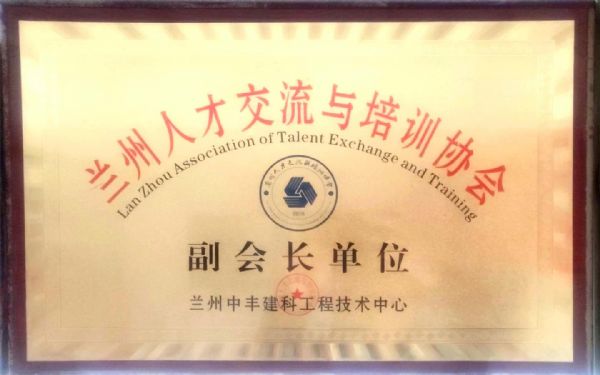 兰州人才交流与培训协会
Lan Zhou Association of Talent Exchange and Training
副会长单位
兰州中丰建科工程技术中心